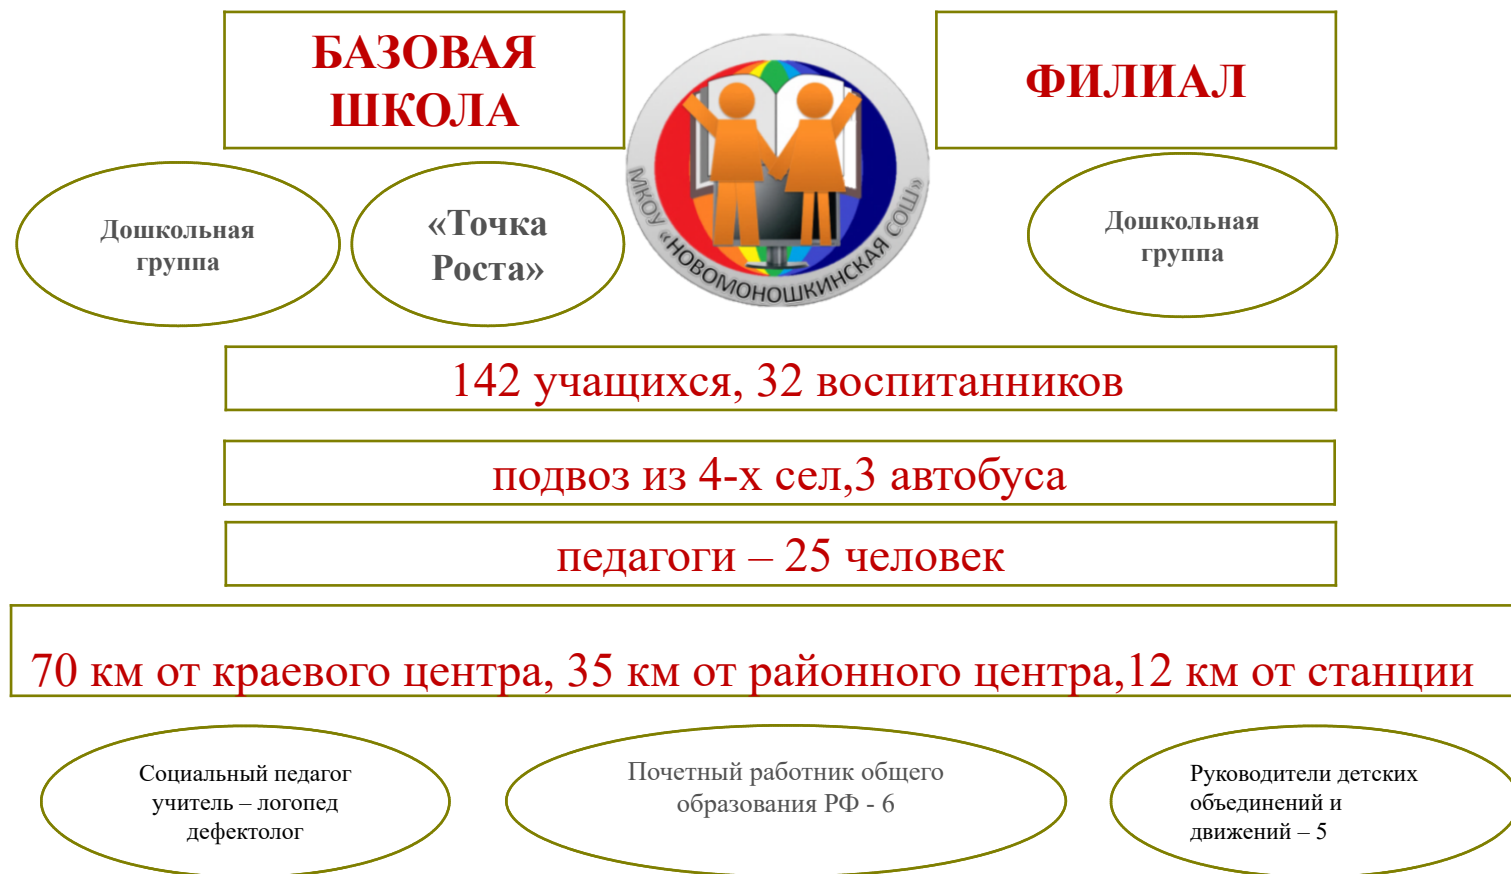 БАЗОВАЯ
ШКОЛА
ФИЛИАЛ
МКОУ «НОВОМОНОШКИНСКАЯ СОШ»
Дошкольная
группа
«Точка
Роста»
Дошкольная
группа
142 учащихся, 32 воспитанников
подвоз из 4-х сел,3 автобуса
педагоги – 25 человек
70 км от краевого центра, 35 км от районного центра,12 км от станции
Социальный педагог
учитель – логопед
дефектолог
Почетный работник общего
образования РФ - 6
Руководители детских
объединений и
движений – 5